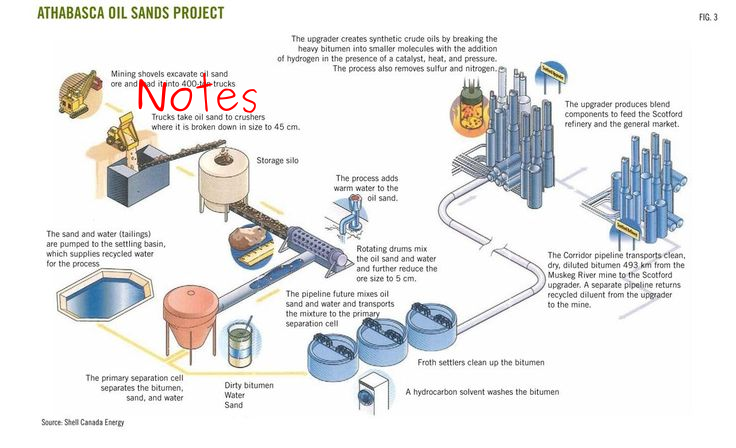 ATHABASCA OIL SANDS PROJECT
FIG. 3
The upgrader creates synthetic crude oils by breaking the
heavy bitumen into smaller molecules with the addition
of hydrogen in the presence of a catalyst, heat, and pressure.
The process also removes sulfur and nitrogen.
Mining shovels excavate oil sand
ore and load it into 400-ton trucks
Notes
Trucks take oil sand to crushers
where it is broken down in size to 45 cm.
The upgrader produces blend
components to feed the Scotford
refinery and the general market.
Storage silo
The process adds
warm water to the
oil sand.
The sand and water (tailings)
are pumped to the settling basin,
which supplies recycled water
for the process
Rotating drums mix
the oil sand and water
and further reduce the
ore size to 5 cm.
The Corridor pipeline transports clean,
dry, diluted bitumen 493 km from the
Muskeg River mine to the Scotford
upgrader. A separate pipeline returns
recycled diluent from the upgrader
to the mine.
The pipeline future mixes oil
sand and water and transports
the mixture to the primary
separation cell
Froth settlers clean up the bitumen
The primary separation cell
separates the bitumen,
sand, and water
Dirty bitumen
Water
Sand
A hydrocarbon solvent washes the bitumen
Source: Shell Canada Energy